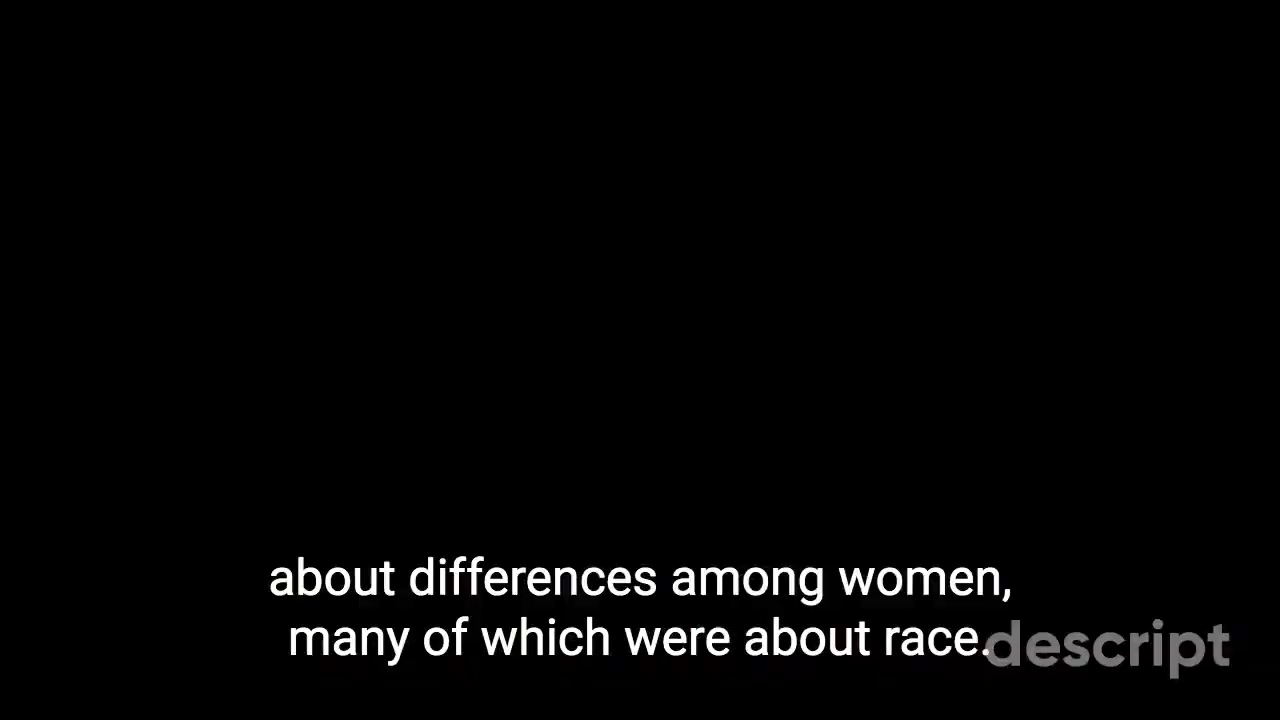 about differences among women,
many of which were about race.
descript